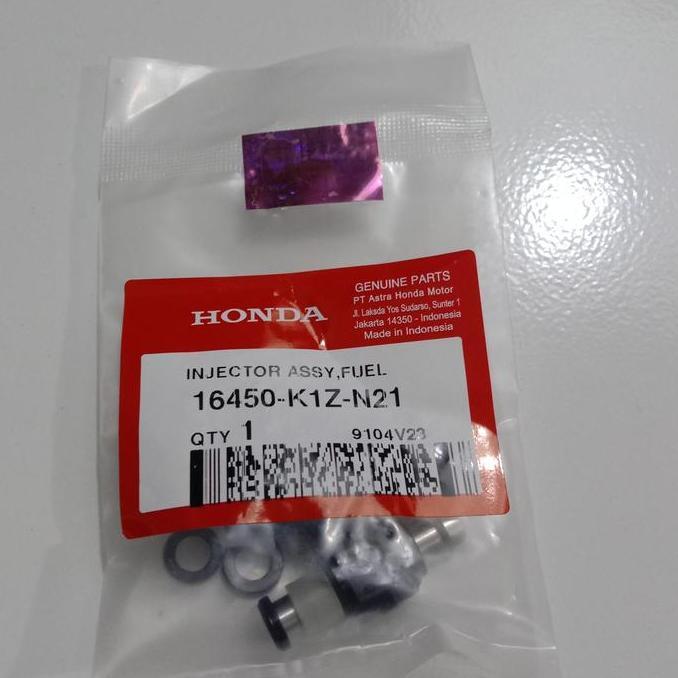 GENUINE PARTS
PT Astra Honda Motor
Jl. Laksda Yos Sudarso, Sunter 1
Jakarta 14350 - Indonesia
Made in Indonesia
HONDA
INJECTOR ASSY,FUEL
16450-K1Z-N21
QTY 1
9104V23